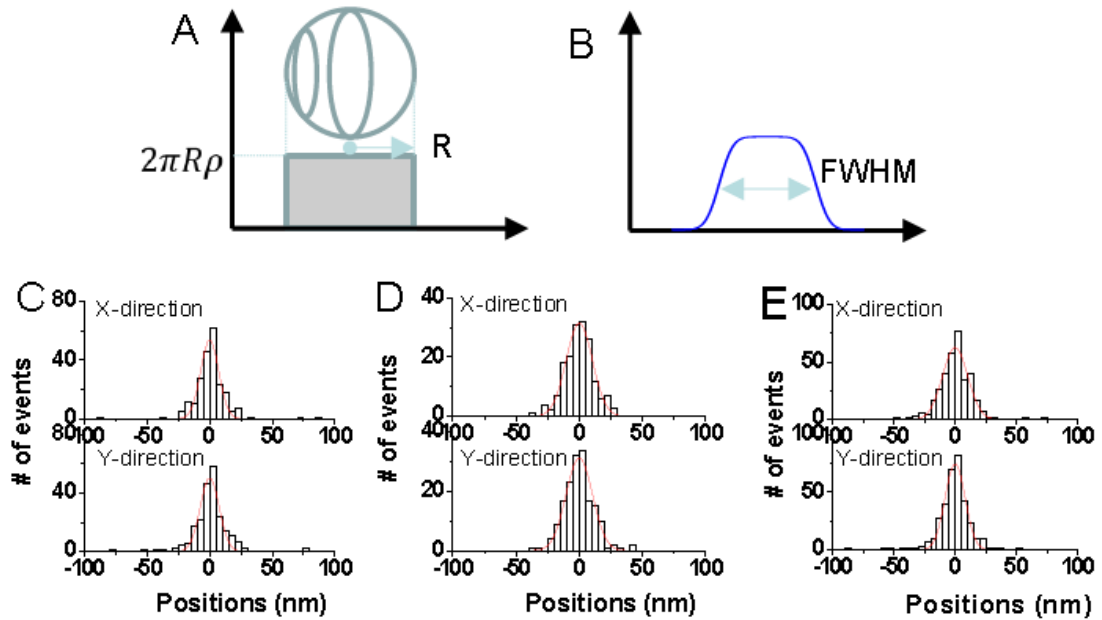 A
B
R
2πRρ
FWHM
C
D
E
80
X-direction
40
0
80
Y-direction
40
0
-100 -50 0 50 100
-100 -50 0 50 100
# of events
Positions (nm)
40
X-direction
20
0
40
Y-direction
20
0
-100 -50 0 50 100
-100 -50 0 50 100
# of events
Positions (nm)
100
X-direction
50
0
100
Y-direction
50
0
-100 -50 0 50 100
-100 -50 0 50 100
# of events
Positions (nm)